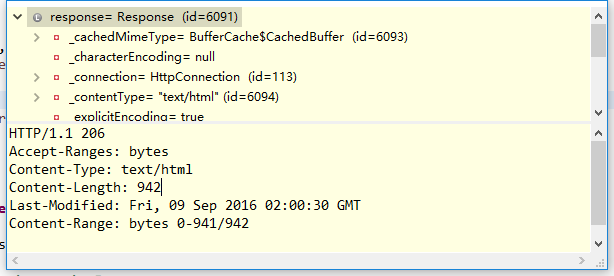 response= Response (id=6091)
_cachedMimeType= BufferCache$CachedBuffer (id=6093)
_characterEncoding= null
_connection= HttpConnection (id=113)
_contentType= "text/html" (id=6094)
_explicitEncoding= true
HTTP/1.1 206
Accept-Ranges: bytes
Content-Type: text/html
Content-Length: 942
Last-Modified: Fri, 09 Sep 2016 02:00:30 GMT
Content-Range: bytes 0-941/942